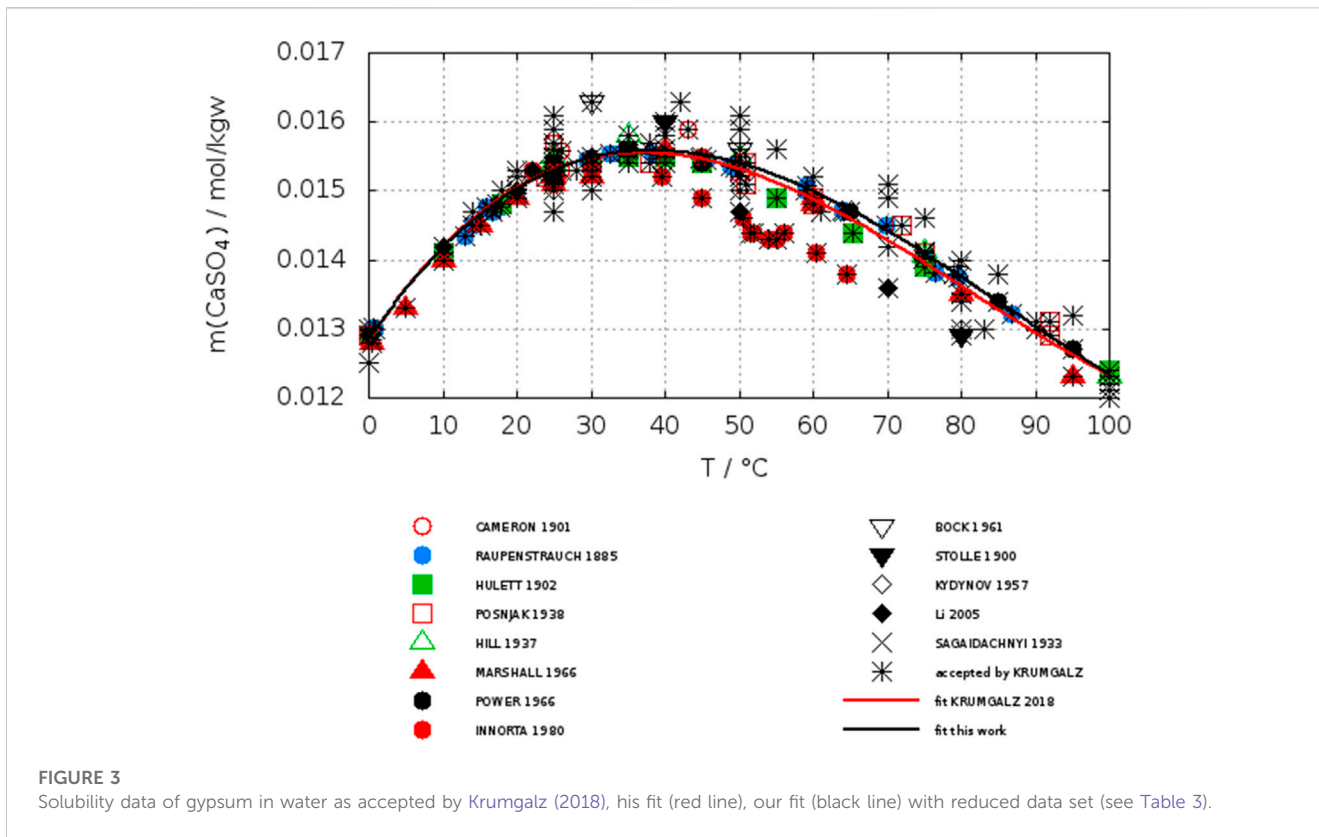 0.017
0.016
0.015
0.014
0.013
0.012
m(CaSO4) / mol/kgw
0 10 20 30 40 50 60 70 80 90 100
T / °C
CAMERON 1901
RAUPENSTRAUCH 1885
HULETT 1902
POSNJAK 1938
HILL 1937
MARSHALL 1966
POWER 1966
INNORTA 1980
BOCK 1961
STOLLE 1900
KYDYNOV 1957
Li 2005
SAGAIDACHNYI 1933
accepted by KRUMGALZ
fit KRUMGALZ 2018
fit this work
FIGURE 3
Solubility data of gypsum in water as accepted by Krumgalz (2018), his fit (red line), our fit (black line) with reduced data set (see Table 3).